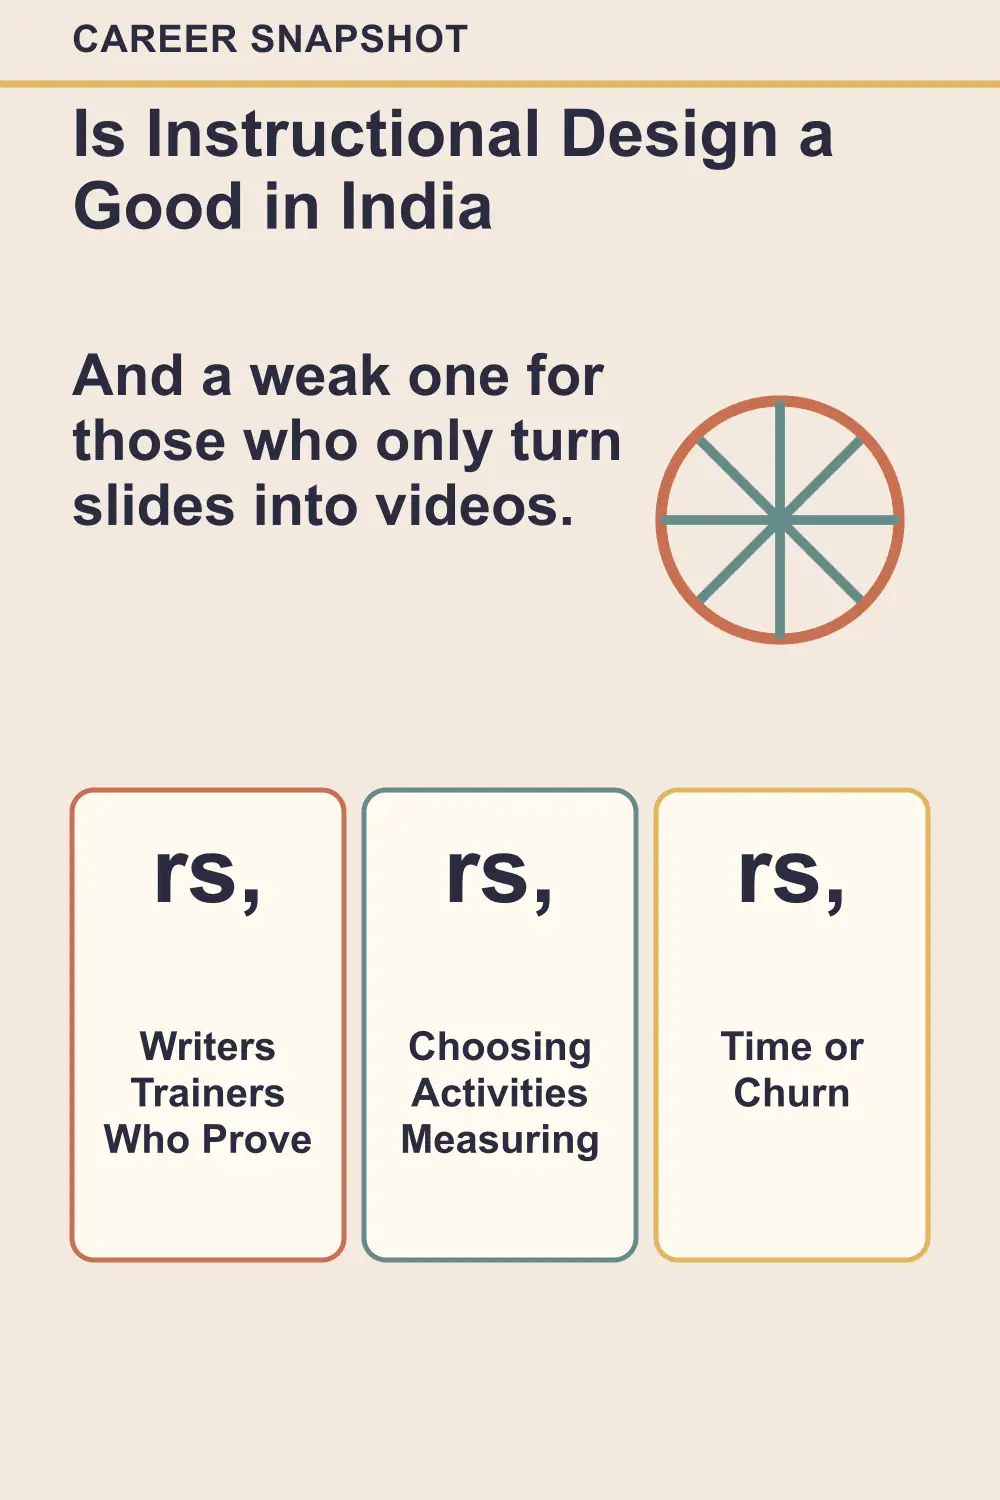 CAREER SNAPSHOT
Is Instructional Design a
Good in India
And a weak one for
those who only turn
slides into videos.
rs,
Writers
Trainers
Who Prove
rs,
Choosing
Activities
Measuring
rs,
Time or
Churn